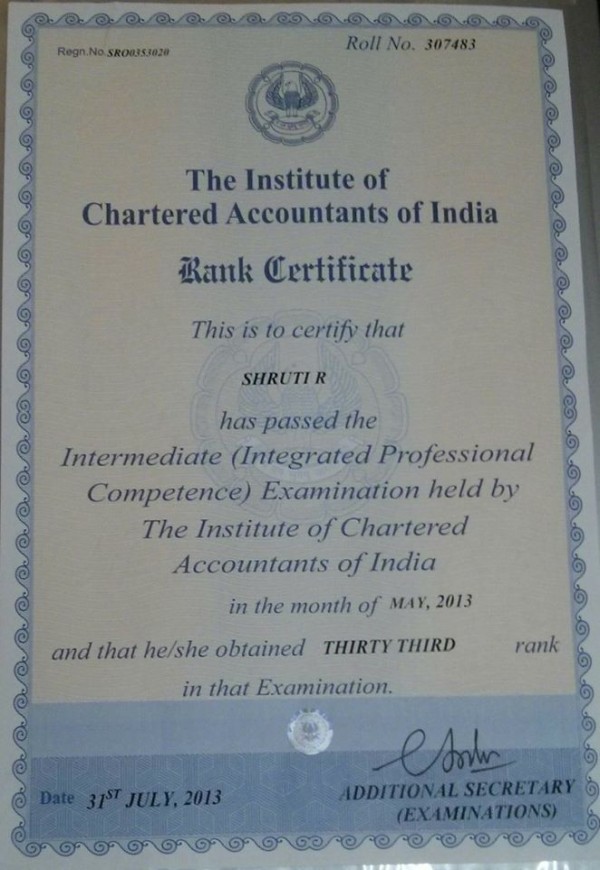 Regn.No. SRO0353020
Roll No. 307483
The Institute of
Chartered Accountants of India
Rank Certificate
This is to certify that
SHRUTI R
has passed the
Intermediate (Integrated Professional
Competence) Examination held by
The Institute of Chartered
Accountants of India
in the month of MAY, 2013
and that he/she obtained THIRTY THIRD rank
in that Examination.
Date 31ST JULY, 2013
ADDITIONAL SECRETARY
(EXAMINATIONS)